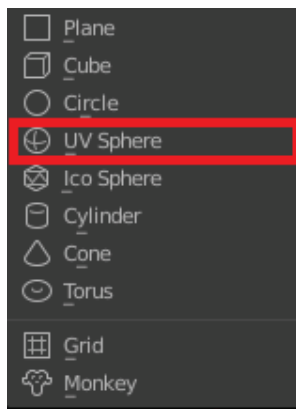 Plane
Cube
Circle
UV Sphere
Ico Sphere
Cylinder
Cone
Torus
Grid
Monkey